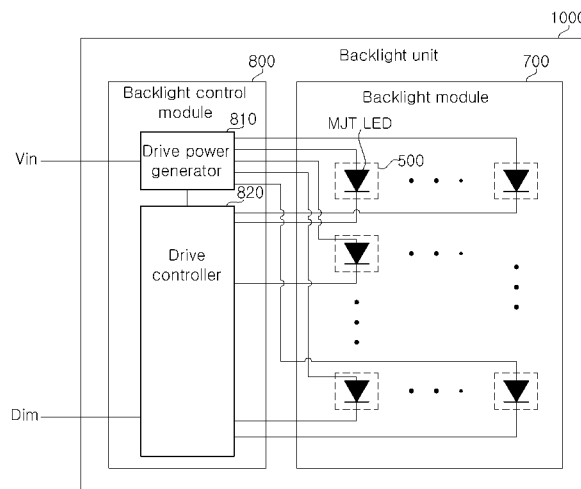 1000
Backlight unit
800
700
Backlight control
module
Backlight module
810
MJT LED
Vin
Drive power
generator
500
820
Drive
controller
Dim